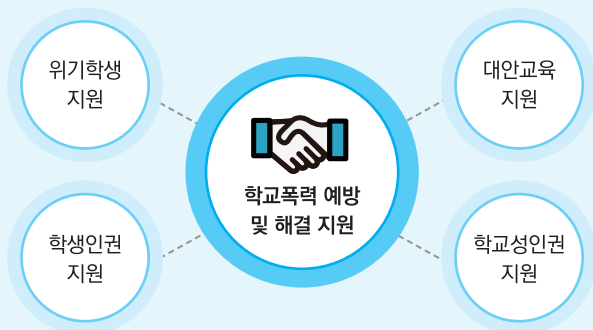 위기학생
지원
대안교육
지원
학교폭력 예방
및 해결 지원
학생인권
지원
학교성인권
지원